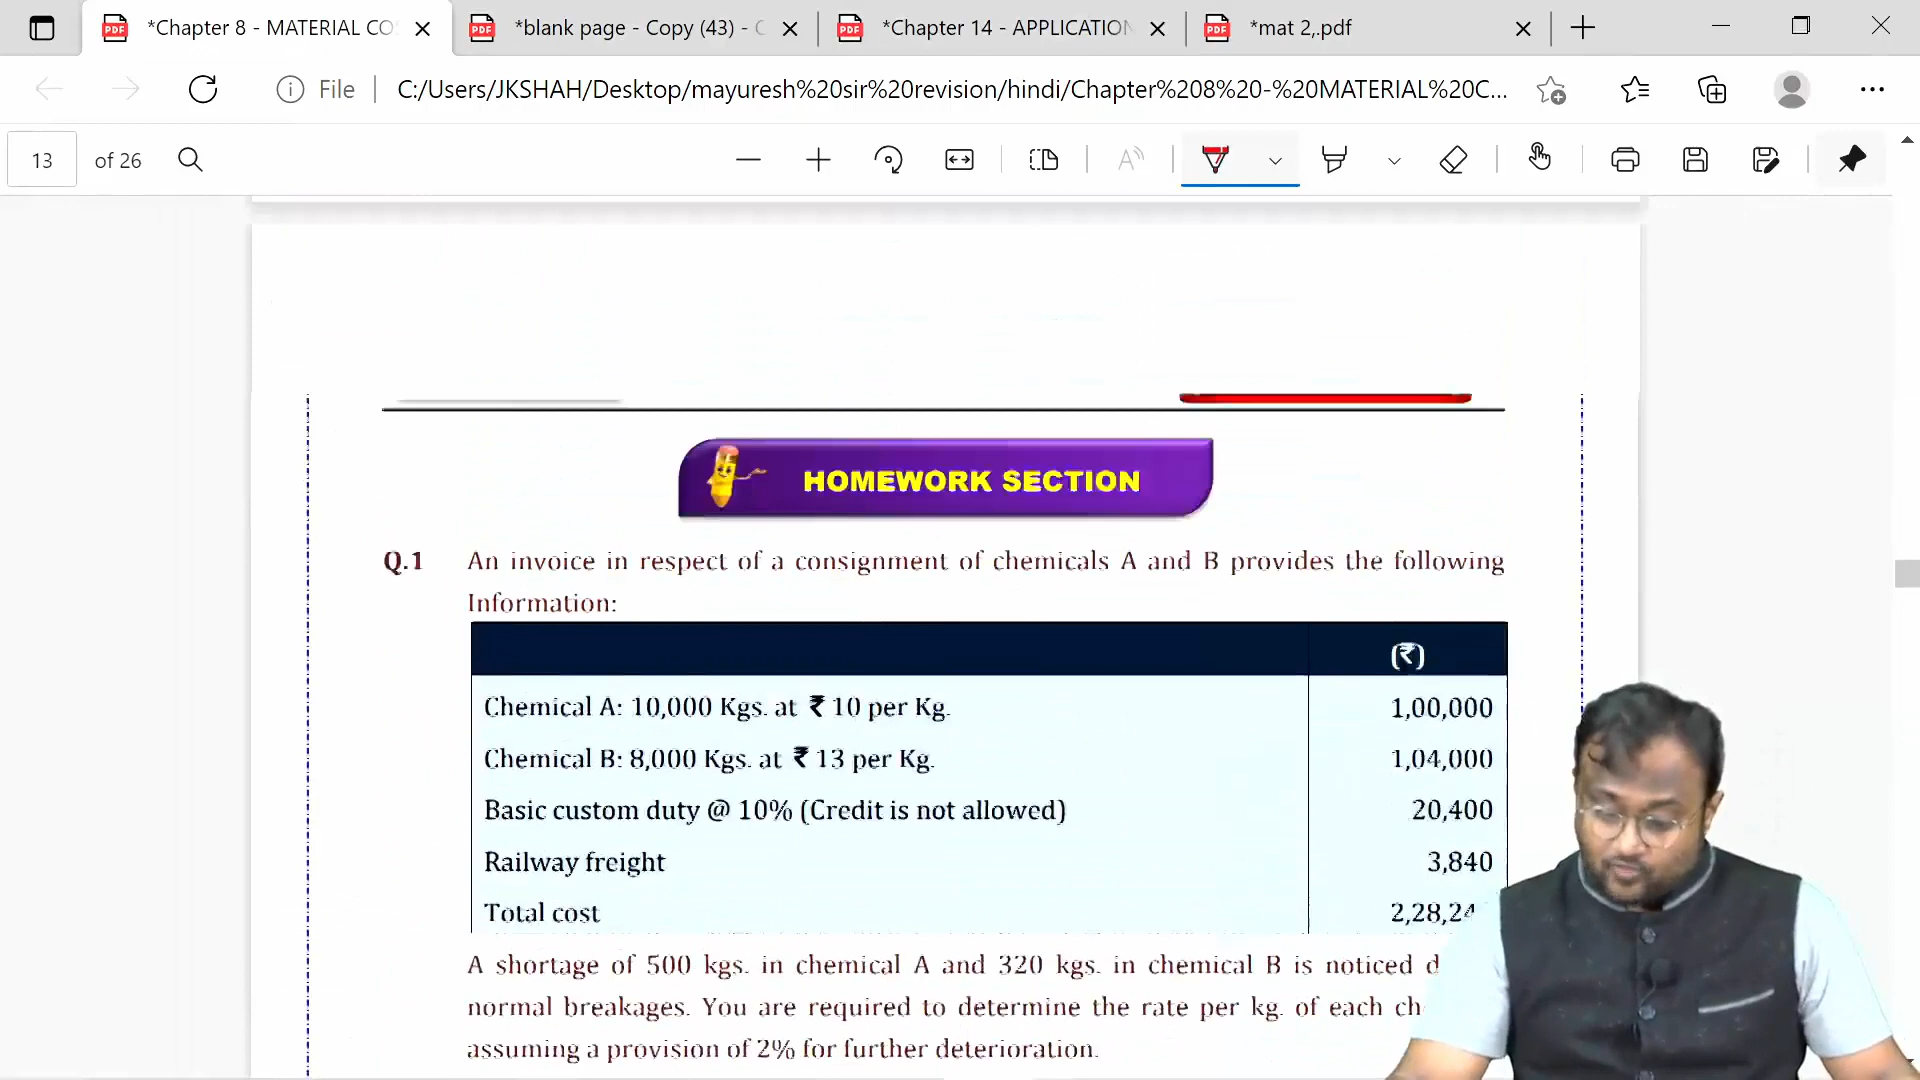 *Chapter 8 - MATERIAL CO
*blank page - Copy (43) - C
*Chapter 14 - APPLICATION
*mat 2,.pdf
File
C:/Users/JKSHAH/Desktop/mayuresh%20sir%20revision/hindi/Chapter%208%20-%20MATERIAL%20C...
13 of 26
HOMEWORK SECTION
Q.1 An invoice in respect of a consignment of chemicals A and B provides the following
Information:
(₹)
Chemical A: 10,000 Kgs. at ₹ 10 per Kg. 1,00,000
Chemical B: 8,000 Kgs. at ₹ 13 per Kg. 1,04,000
Basic custom duty @ 10% (Credit is not allowed) 20,400
Railway freight 3,840
Total cost 2,28,24
A shortage of 500 kgs. in chemical A and 320 kgs. in chemical B is noticed d
normal breakages. You are required to determine the rate per kg. of each ch
assuming a provision of 2% for further deterioration.